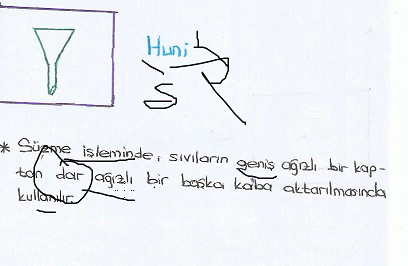 Huni
* Süzme işleminde, sıvıların geniş ağızlı bir kap-
tan dar ağızlı bir başka kaba aktarılmasında
kullanılır.